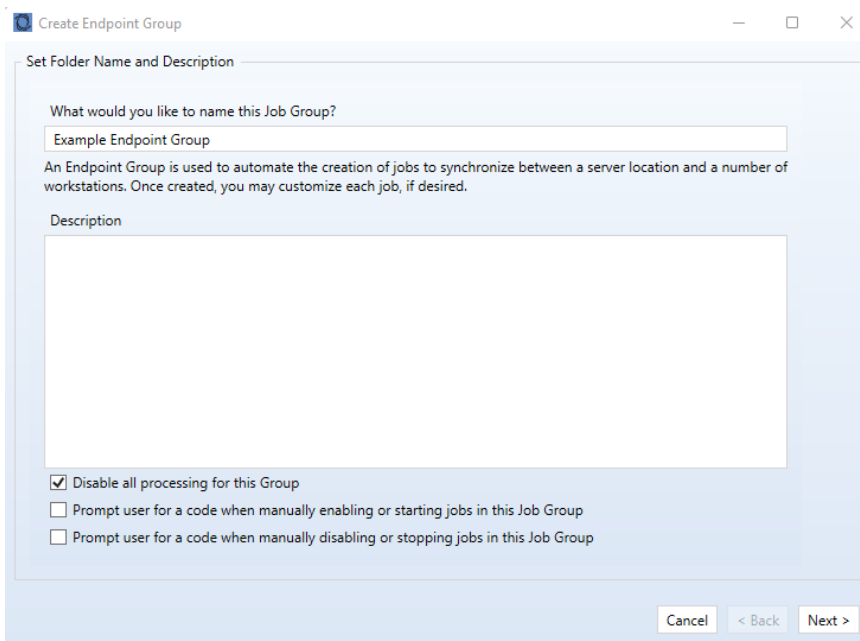 Create Endpoint Group
Set Folder Name and Description
What would you like to name this Job Group?
Example Endpoint Group
An Endpoint Group is used to automate the creation of jobs to synchronize between a server location and a number of
workstations. Once created, you may customize each job, if desired.
Description
Disable all processing for this Group
Prompt user for a code when manually enabling or starting jobs in this Job Group
Prompt user for a code when manually disabling or stopping jobs in this Job Group
Cancel < Back Next >